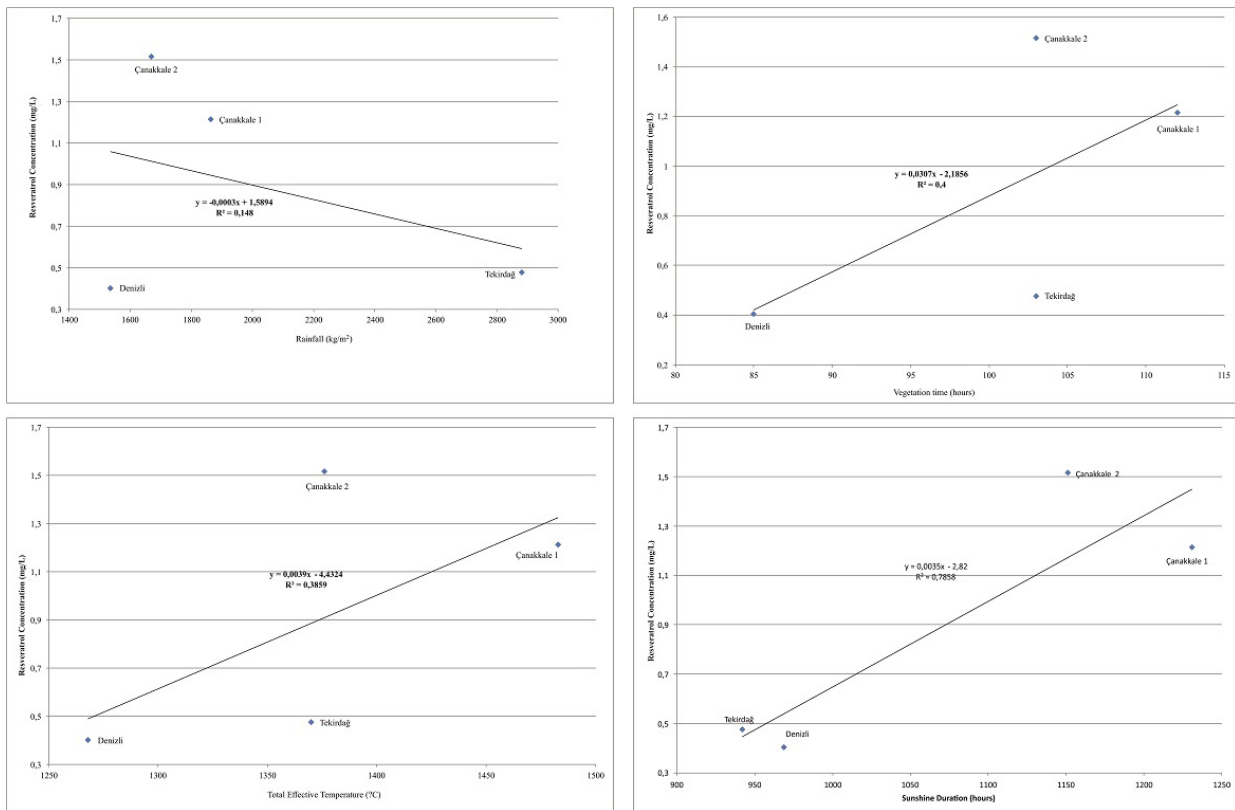 1,7
1,5
1,3
1,1
0,9
0,7
0,5
0,3
Resveratrol Concentration (mg/L)
Çanakkale 2
Çanakkale 1
y = -0,0003x + 1,5894
R² = 0,148
Tekirdağ
Denizli
1400 1600 1800 2000 2200 2400 2600 2800 3000
Rainfall (kg/m²)
1,6
1,4
1,2
1
0,8
0,6
0,4
0,2
Resveratrol Concentration (mg/L)
Çanakkale 2
Çanakkale 1
y = 0,0307x - 2,1856
R² = 0,4
Tekirdağ
Denizli
80 85 90 95 100 105 110 115
Vegetation time (hours)
1,7
1,5
1,3
1,1
0,9
0,7
0,5
0,3
Resveratrol Concentration (mg/L)
Çanakkale 2
Çanakkale 1
y = 0,0039x - 4,4324
R² = 0,3859
Tekirdağ
Denizli
1250 1300 1350 1400 1450 1500
Total Effective Temperature (?C)
1,7
1,5
1,3
1,1
0,9
0,7
0,5
0,3
Resveratrol Concentration (mg/L)
Çanakkale 2
Çanakkale 1
y = 0,0035x - 2,82
R² = 0,7858
Tekirdağ
Denizli
900 950 1000 1050 1100 1150 1200 1250
Sunshine Duration (hours)